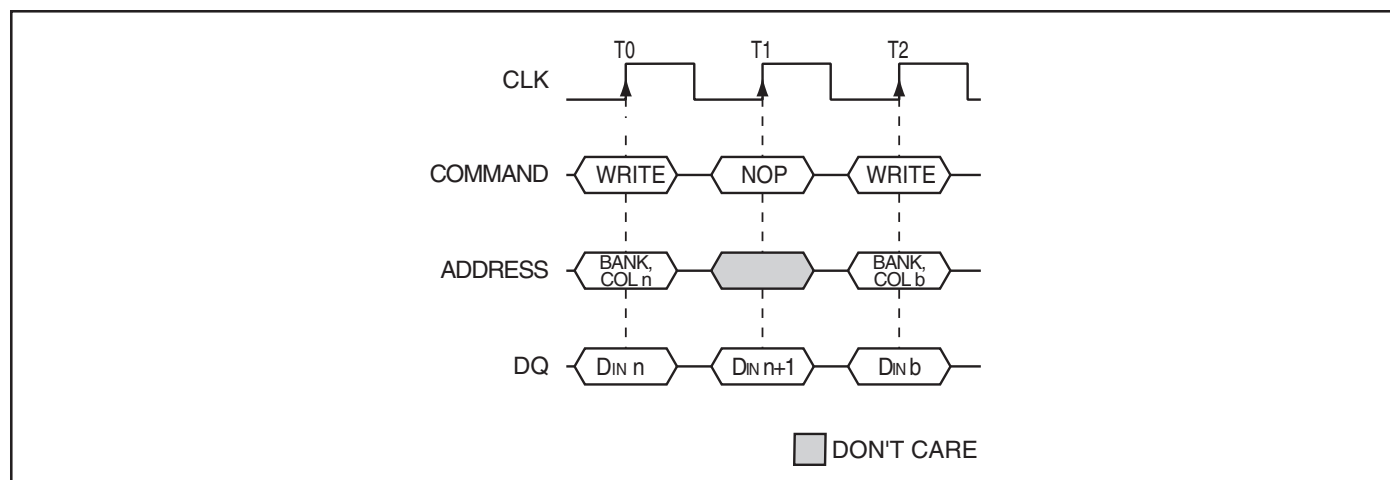 T0 T1 T2
CLK
COMMAND WRITE NOP WRITE
ADDRESS BANK, COL n BANK, COL b
DQ DIN n DIN n+1 DIN b
DON'T CARE